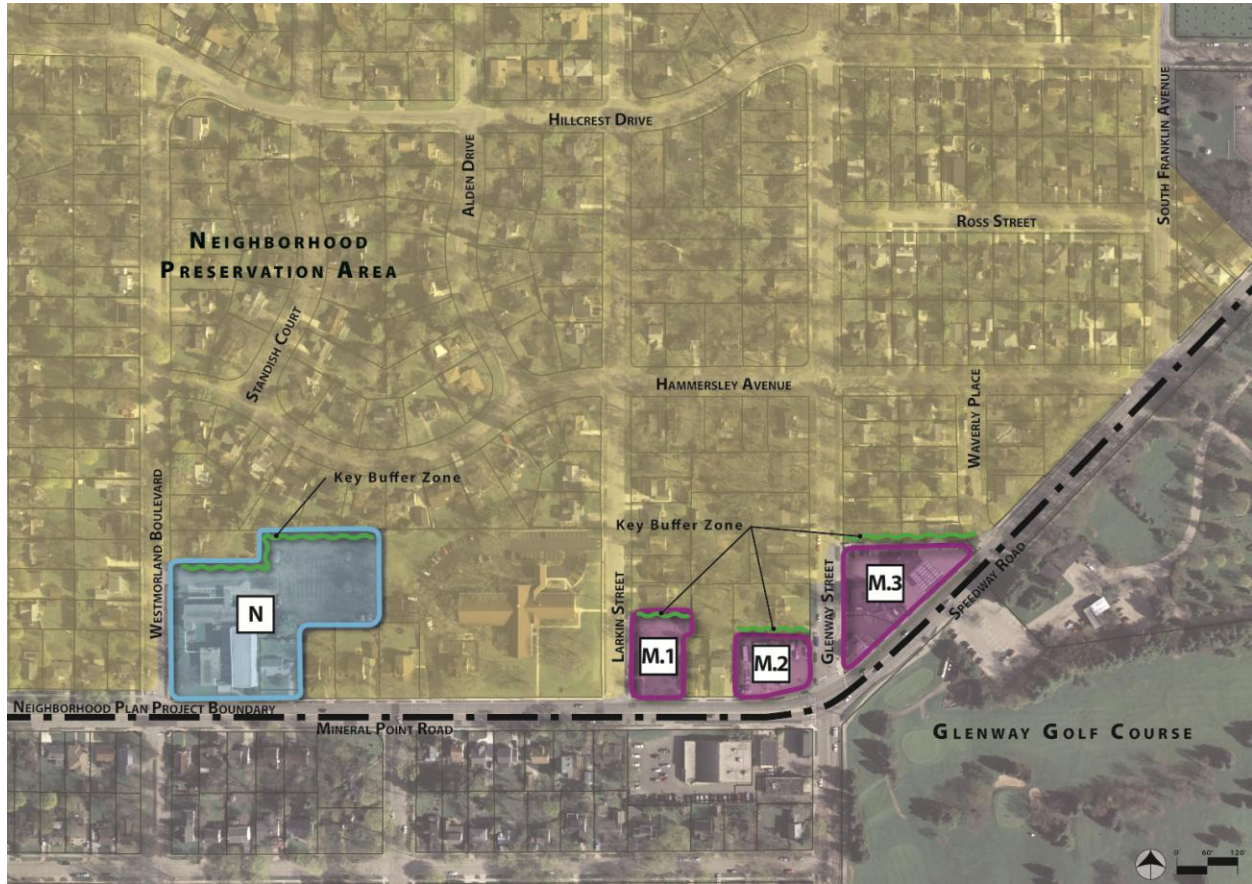 HILLCREST DRIVE
SOUTH FRANKLIN AVENUE
ALDEN DRIVE
ROSS STREET
NEIGHBORHOOD
PRESERVATION AREA
STANDISH COURT
HAMMERSLEY AVENUE
WAVERLY PLACE
Key Buffer Zone
WESTMORLAND BOULEVARD
Key Buffer Zone
N
LARKIN STREET
M.1
M.2
GLENWAY STREET
M.3
SPEEDWAY ROAD
NEIGHBORHOOD PLAN PROJECT BOUNDARY
MINERAL POINT ROAD
GLENWAY GOLF COURSE
0' 60' 120'